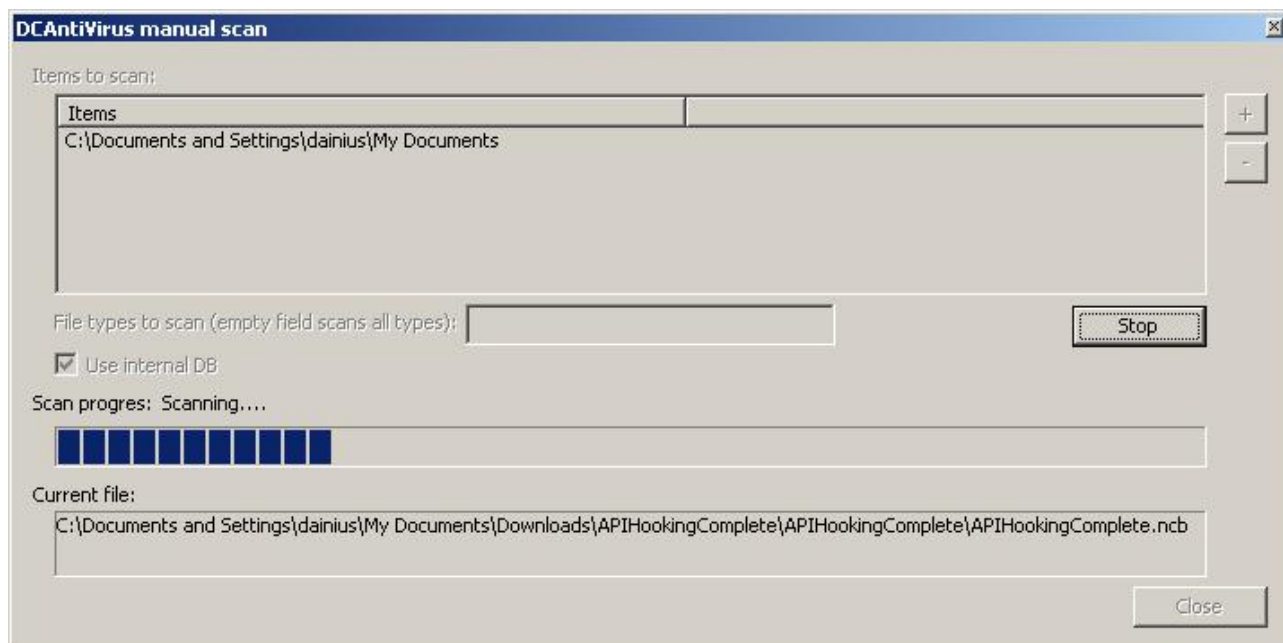 DCAntiVirus manual scan
Items to scan:
Items
+
C:\Documents and Settings\dainius\My Documents
-
File types to scan (empty field scans all types):
Stop
Use internal DB
Scan progres: Scanning....
Current file:
C:\Documents and Settings\dainius\My Documents\Downloads\APIHookingComplete\APIHookingComplete\APIHookingComplete.ncb
Close